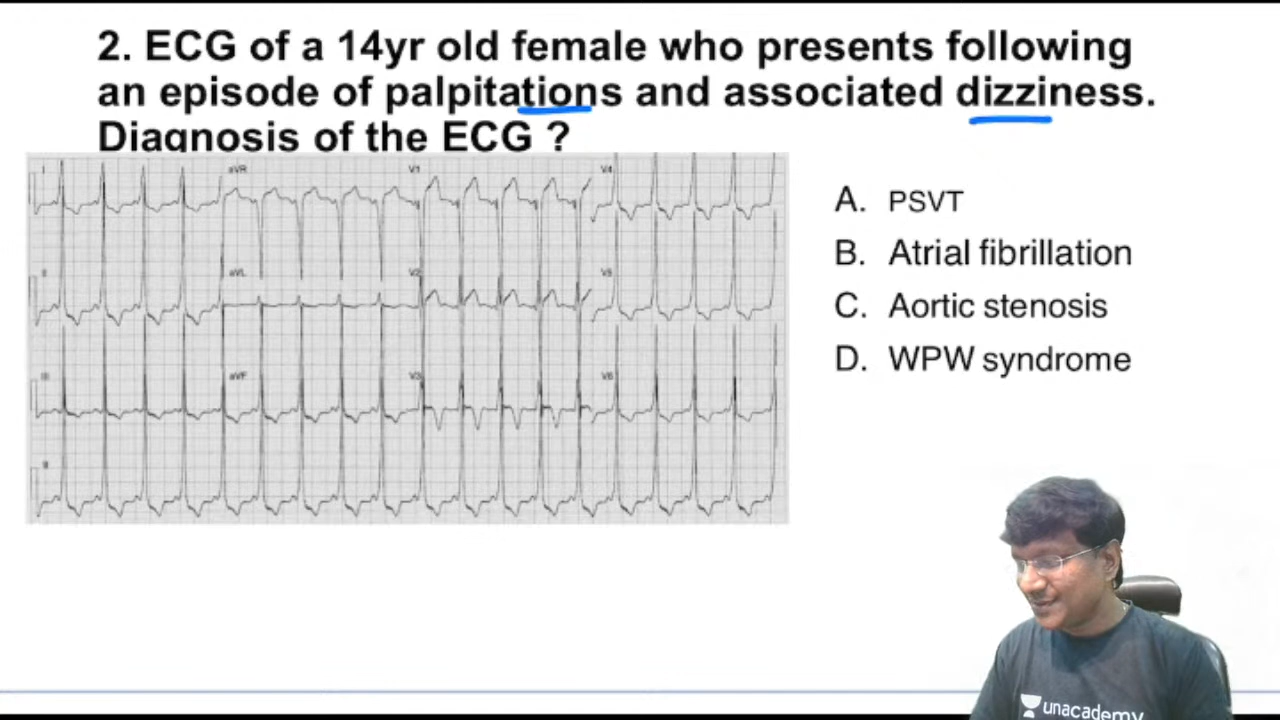 2. ECG of a 14yr old female who presents following
an episode of palpitations and associated dizziness.
Diagnosis of the ECG ?
I
aVR
V1
V4
II
aVL
V2
V5
III
aVF
V3
V6
II
A. PSVT
B. Atrial fibrillation
C. Aortic stenosis
D. WPW syndrome
unacademy